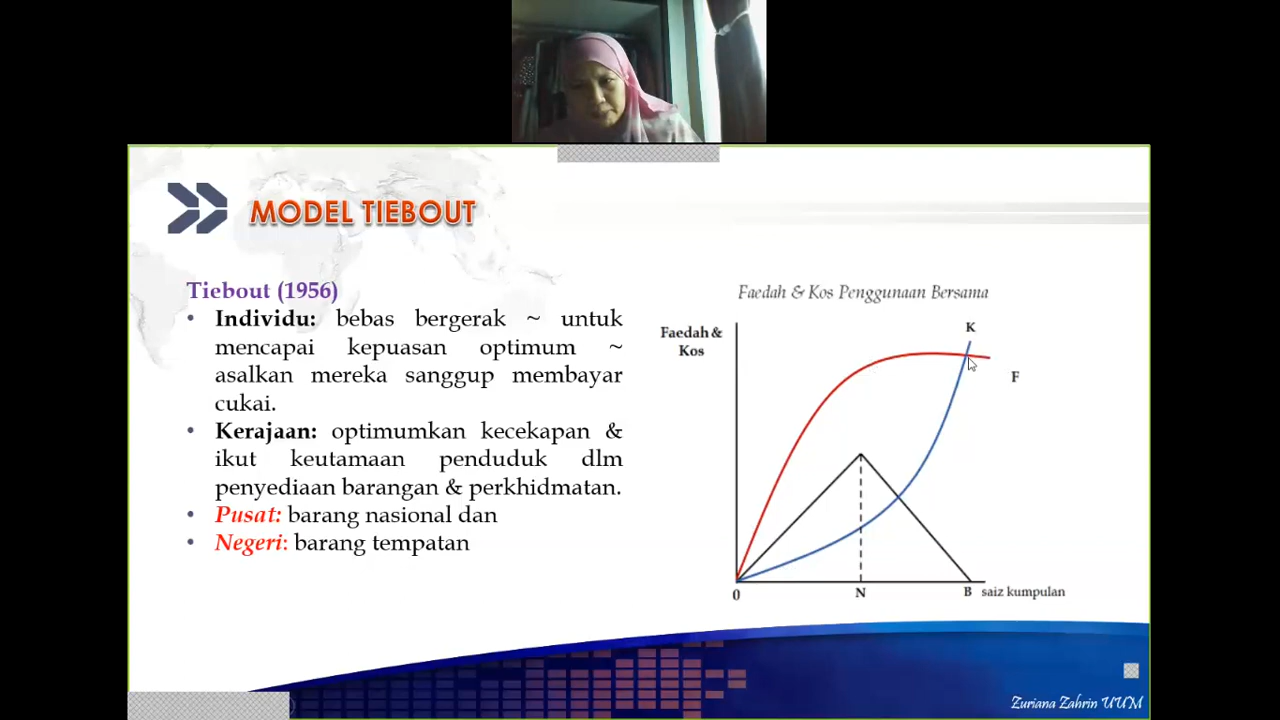 MODEL TIEBOUT
Tiebout (1956)
• Individu: bebas bergerak ~ untuk
mencapai kepuasan optimum ~
asalkan mereka sanggup membayar
cukai.
• Kerajaan: optimumkan kecekapan &
ikut keutamaan penduduk dlm
penyediaan barangan & perkhidmatan.
• Pusat: barang nasional dan
• Negeri: barang tempatan
Faedah & Kos Penggunaan Bersama
Faedah &
Kos
K
F
0
N
B
saiz kumpulan
Zuriana Zahrin UUM